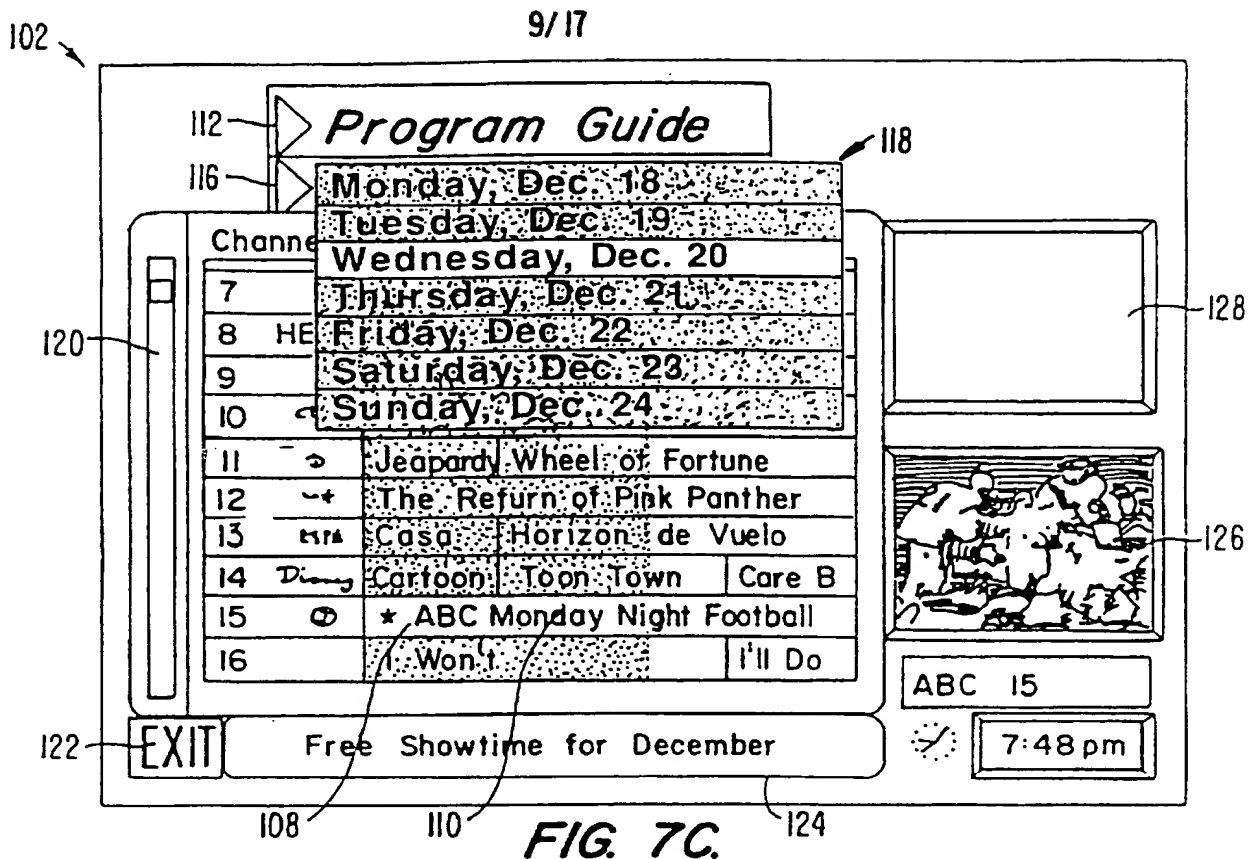 9/17
102
112
Program Guide
118
116
Monday, Dec. 18
Tuesday, Dec. 19
Wednesday, Dec. 20
Thursday, Dec. 21
Friday, Dec. 22
Saturday, Dec. 23
Sunday, Dec. 24
Channe
7
8 HE
9
10
11 Jeapardy Wheel of Fortune
12 The Return of Pink Panther
13 Casa Horizon de Vuelo
14 Disney Cartoon Toon Town Care B
15 * ABC Monday Night Football
16 I Won't I'll Do
120
128
126
ABC 15
122
EXIT
Free Showtime for December
7:48 pm
108
110
124
FIG. 7C.